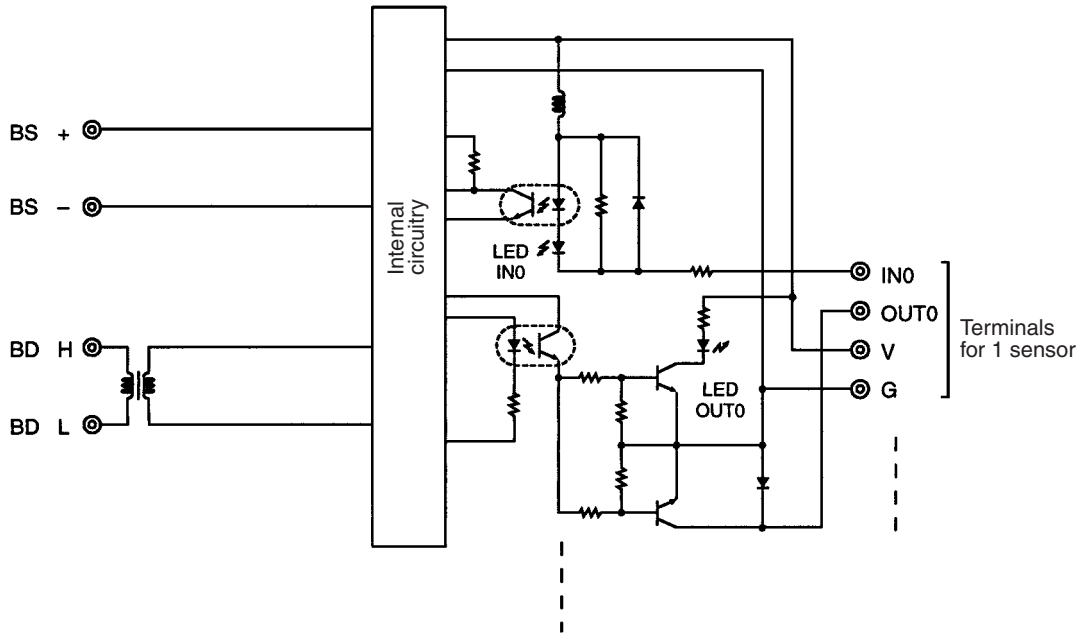 BS +
BS −
BD H
BD L
Internal
circuitry
LED
IN0
LED
OUT0
IN0
OUT0
V
G
Terminals
for 1 sensor